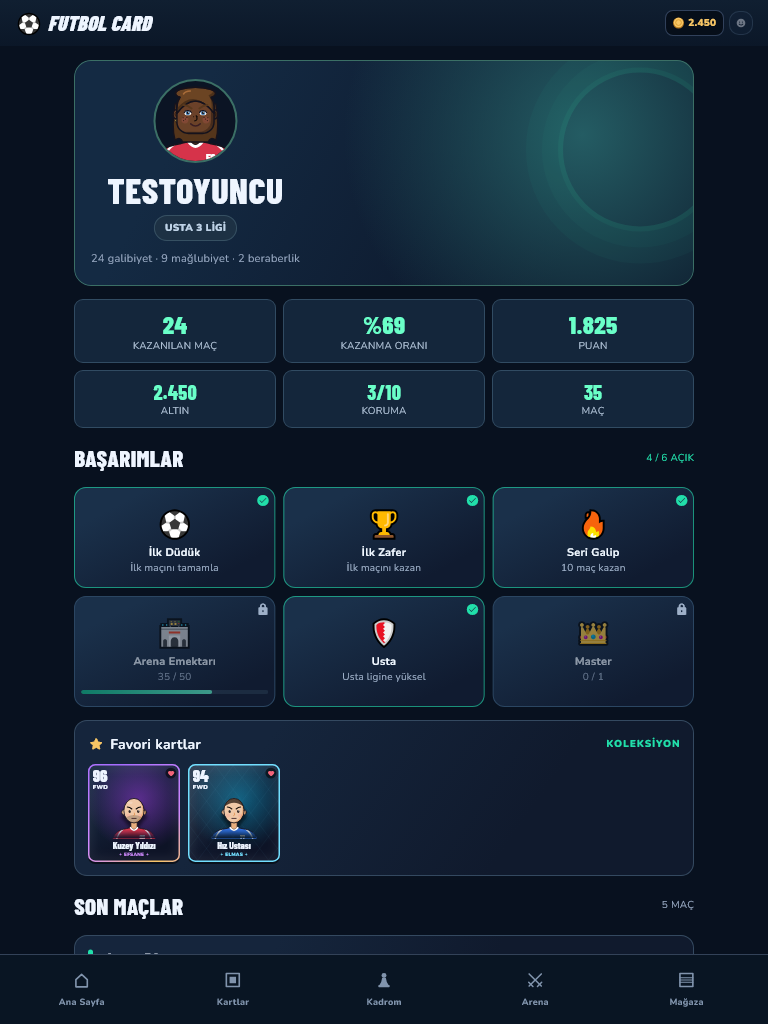 FUTBOL CARD
2.450
TESTOYUNCU
USTA 3 LİGİ
24 galibiyet · 9 mağlubiyet · 2 beraberlik
24
KAZANILAN MAÇ
%69
KAZANMA ORANI
1.825
PUAN
2.450
ALTIN
3/10
KORUMA
35
MAÇ
BAŞARIMLAR
4 / 6 AÇIK
İlk Düdük
İlk maçını tamamla
İlk Zafer
İlk maçını kazan
Seri Galip
10 maç kazan
Arena Emektarı
35 / 50
Usta
Usta ligine yüksel
Master
0 / 1
Favori kartlar
KOLEKSİYON
96
FWD
Kuzey Yıldızı
EFSANE
94
FWD
Hız Ustası
ELMAS
SON MAÇLAR
5 MAÇ
Ana Sayfa
Kartlar
Kadrom
Arena
Mağaza